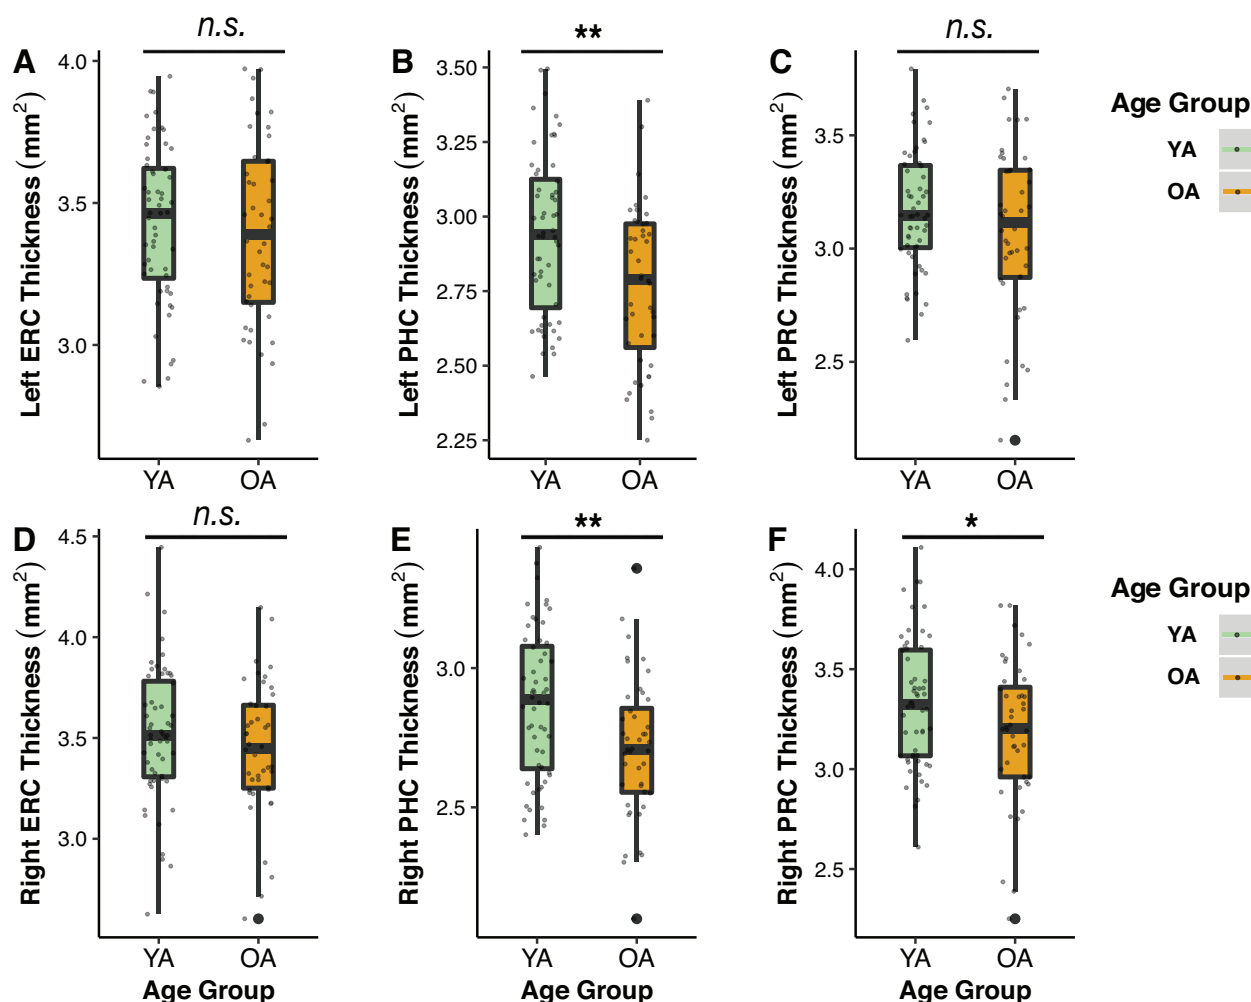 n.s.
**
n.s.
A
B
C
4.0
3.5
3.0
Left ERC Thickness (mm²)
YA
OA
3.50
3.25
3.00
2.75
2.50
2.25
Left PHC Thickness (mm²)
YA
OA
3.5
3.0
2.5
Left PRC Thickness (mm²)
YA
OA
Age Group
YA
OA
n.s.
**
*
D
E
F
4.5
4.0
3.5
3.0
Right ERC Thickness (mm²)
YA
OA
Age Group
3.0
2.5
Right PHC Thickness (mm²)
YA
OA
Age Group
4.0
3.5
3.0
2.5
Right PRC Thickness (mm²)
YA
OA
Age Group
Age Group
YA
OA